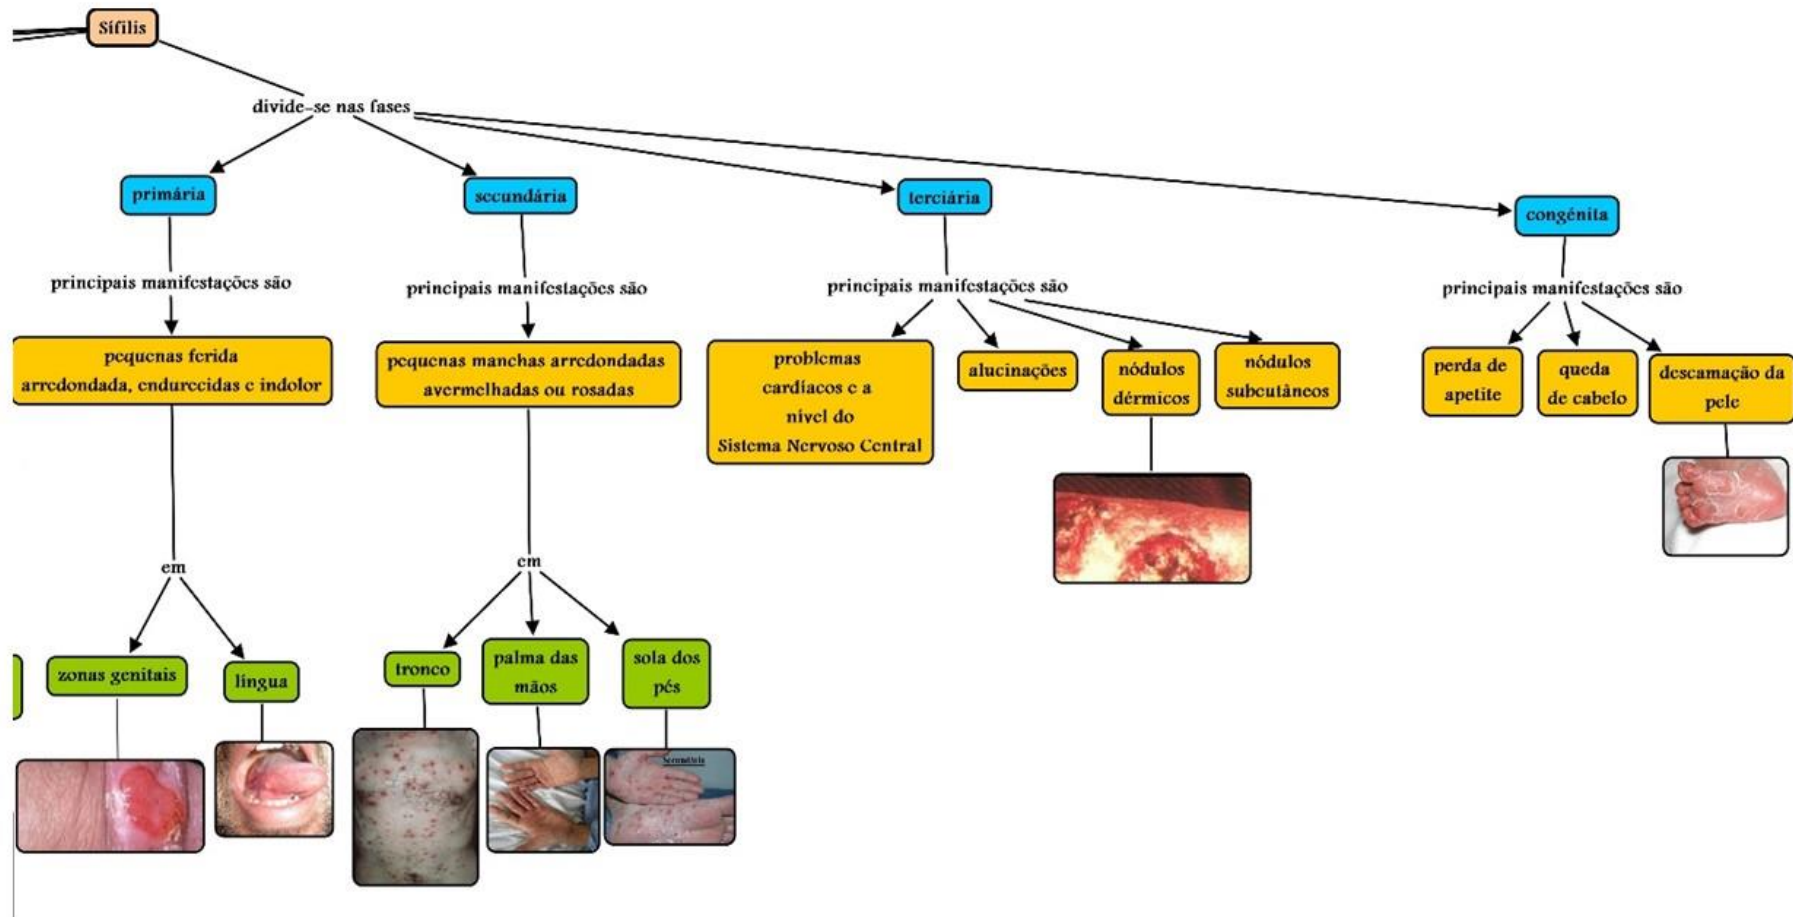 Sífilis
divide-se nas fases
primária
secundária
terciária
congénita
principais manifestações são
principais manifestações são
principais manifestações são
principais manifestações são
pequenas ferida
arredondada, endurecidas e indolor
pequenas manchas arredondadas
avermelhadas ou rosadas
problemas
cardíacos e a
nível do
Sistema Nervoso Central
alucinações
nódulos
dérmicos
nódulos
subcutâneos
perda de
apetite
queda
de cabelo
descamação da
pele
em
em
zonas genitais
língua
tronco
palma das
mãos
sola dos
pés